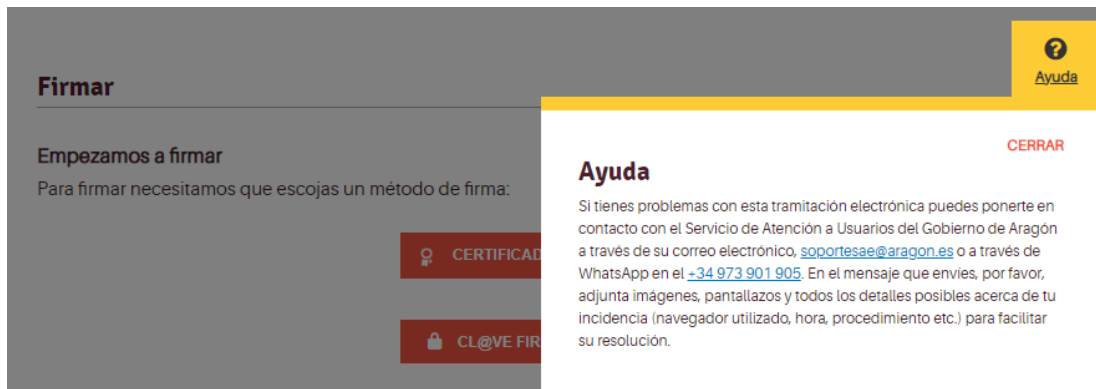 Ayuda
Firmar
CERRAR
Empezamos a firmar
Para firmar necesitamos que escojas un método de firma:
CERTIFICAD
CL@VE FIR
Ayuda
Si tienes problemas con esta tramitación electrónica puedes ponerte en
contacto con el Servicio de Atención a Usuarios del Gobierno de Aragón
a través de su correo electrónico, soportesae@aragon.es o a través de
WhatsApp en el +34 973 901 905. En el mensaje que envíes, por favor,
adjunta imágenes, pantallazos y todos los detalles posibles acerca de tu
incidencia (navegador utilizado, hora, procedimiento etc.) para facilitar
su resolución.